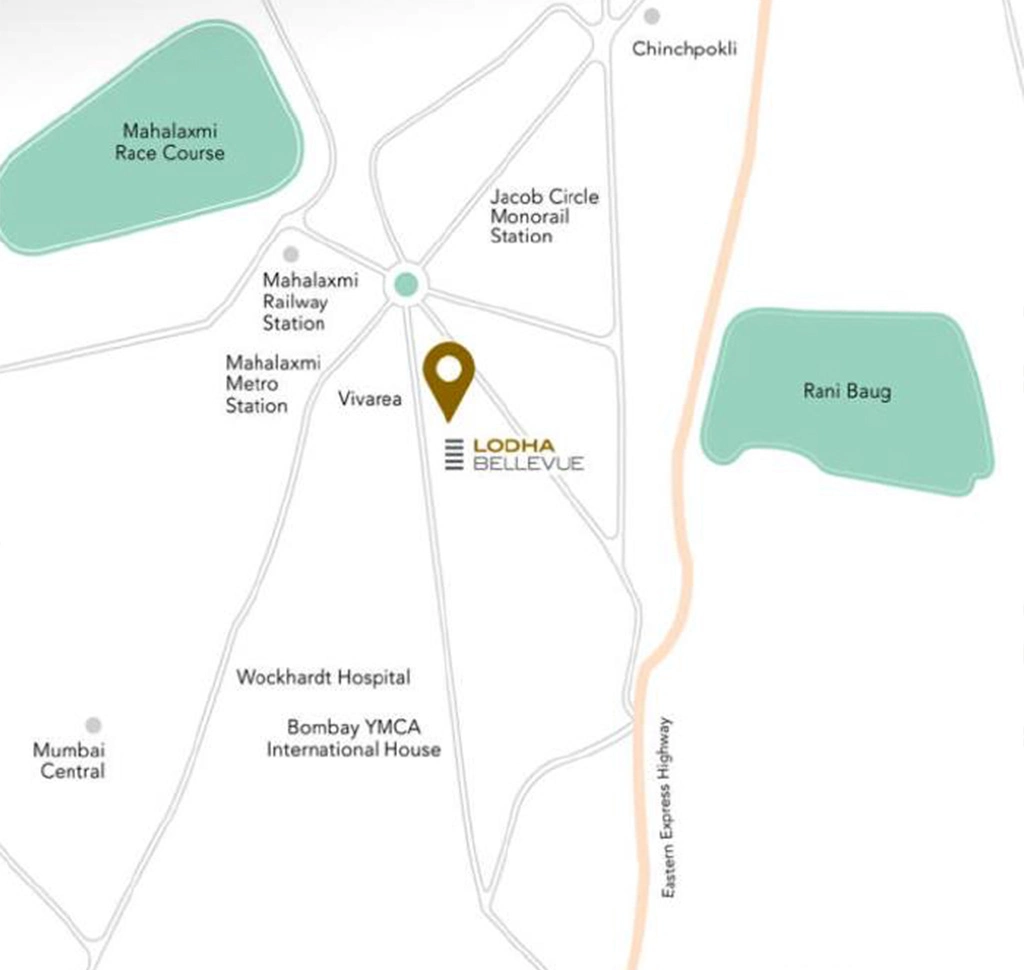 Chinchpokli
Mahalaxmi
Race Course
Jacob Circle
Monorail
Station
Mahalaxmi
Railway
Station
Mahalaxmi
Metro
Station
Vivarea
Rani Baug
LODHA
BELLEVUE
Wockhardt Hospital
Bombay YMCA
International House
Mumbai
Central
Eastern Express Highway